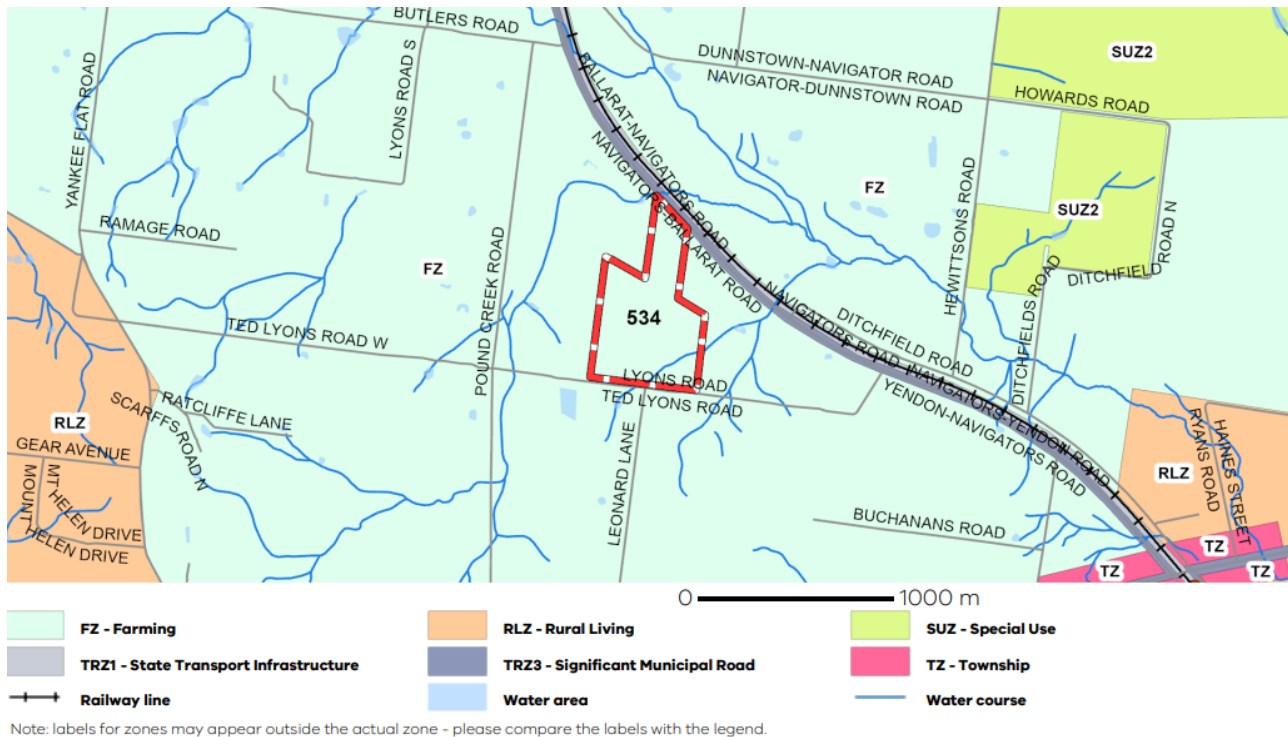 BUTLERS ROAD
SUZ2
DUNNSTOWN-NAVIGATOR ROAD
NAVIGATOR-DUNNSTOWN ROAD
HOWARDS ROAD
YANKEE FLAT ROAD
LYONS ROAD S
BALLARAT-NAVIGATORS ROAD
NAVIGATORS-BALLARAT ROAD
FZ
HEWITTSONS ROAD
SUZ2
DITCHFIELD ROAD N
RAMAGE ROAD
FZ
POUND CREEK ROAD
DITCHFIELDS ROAD
534
TED LYONS ROAD W
NAVIGATORS ROAD
DITCHFIELD ROAD
LYONS ROAD
TED LYONS ROAD
NAVIGATORS-YENDON ROAD
YENDON-NAVIGATORS ROAD
RATCLIFFE LANE
SCARFFS ROAD N
RLZ
GEAR AVENUE
LEONARD LANE
RYANS ROAD
HAINES STREET
RLZ
MOUNT HELEN DRIVE
MT HELEN DRIVE
BUCHANANS ROAD
TZ
TZ
TZ
0 1000 m
FZ - Farming
RLZ - Rural Living
SUZ - Special Use
TRZ1 - State Transport Infrastructure
TRZ3 - Significant Municipal Road
TZ - Township
Railway line
Water area
Water course
Note: labels for zones may appear outside the actual zone - please compare the labels with the legend.